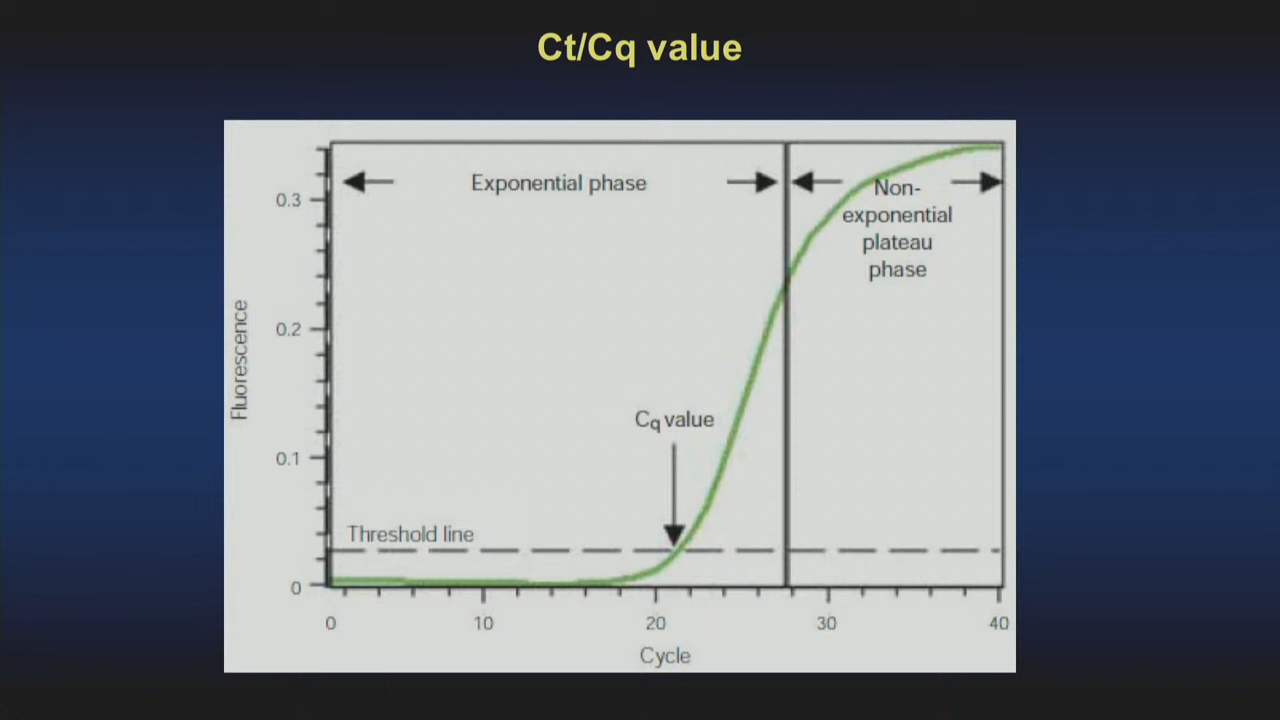 Ct/Cq value
Exponential phase
Non-
exponential
plateau
phase
0.3
0.2
0.1
0
Fluorescence
Cq value
Threshold line
0 10 20 30 40
Cycle